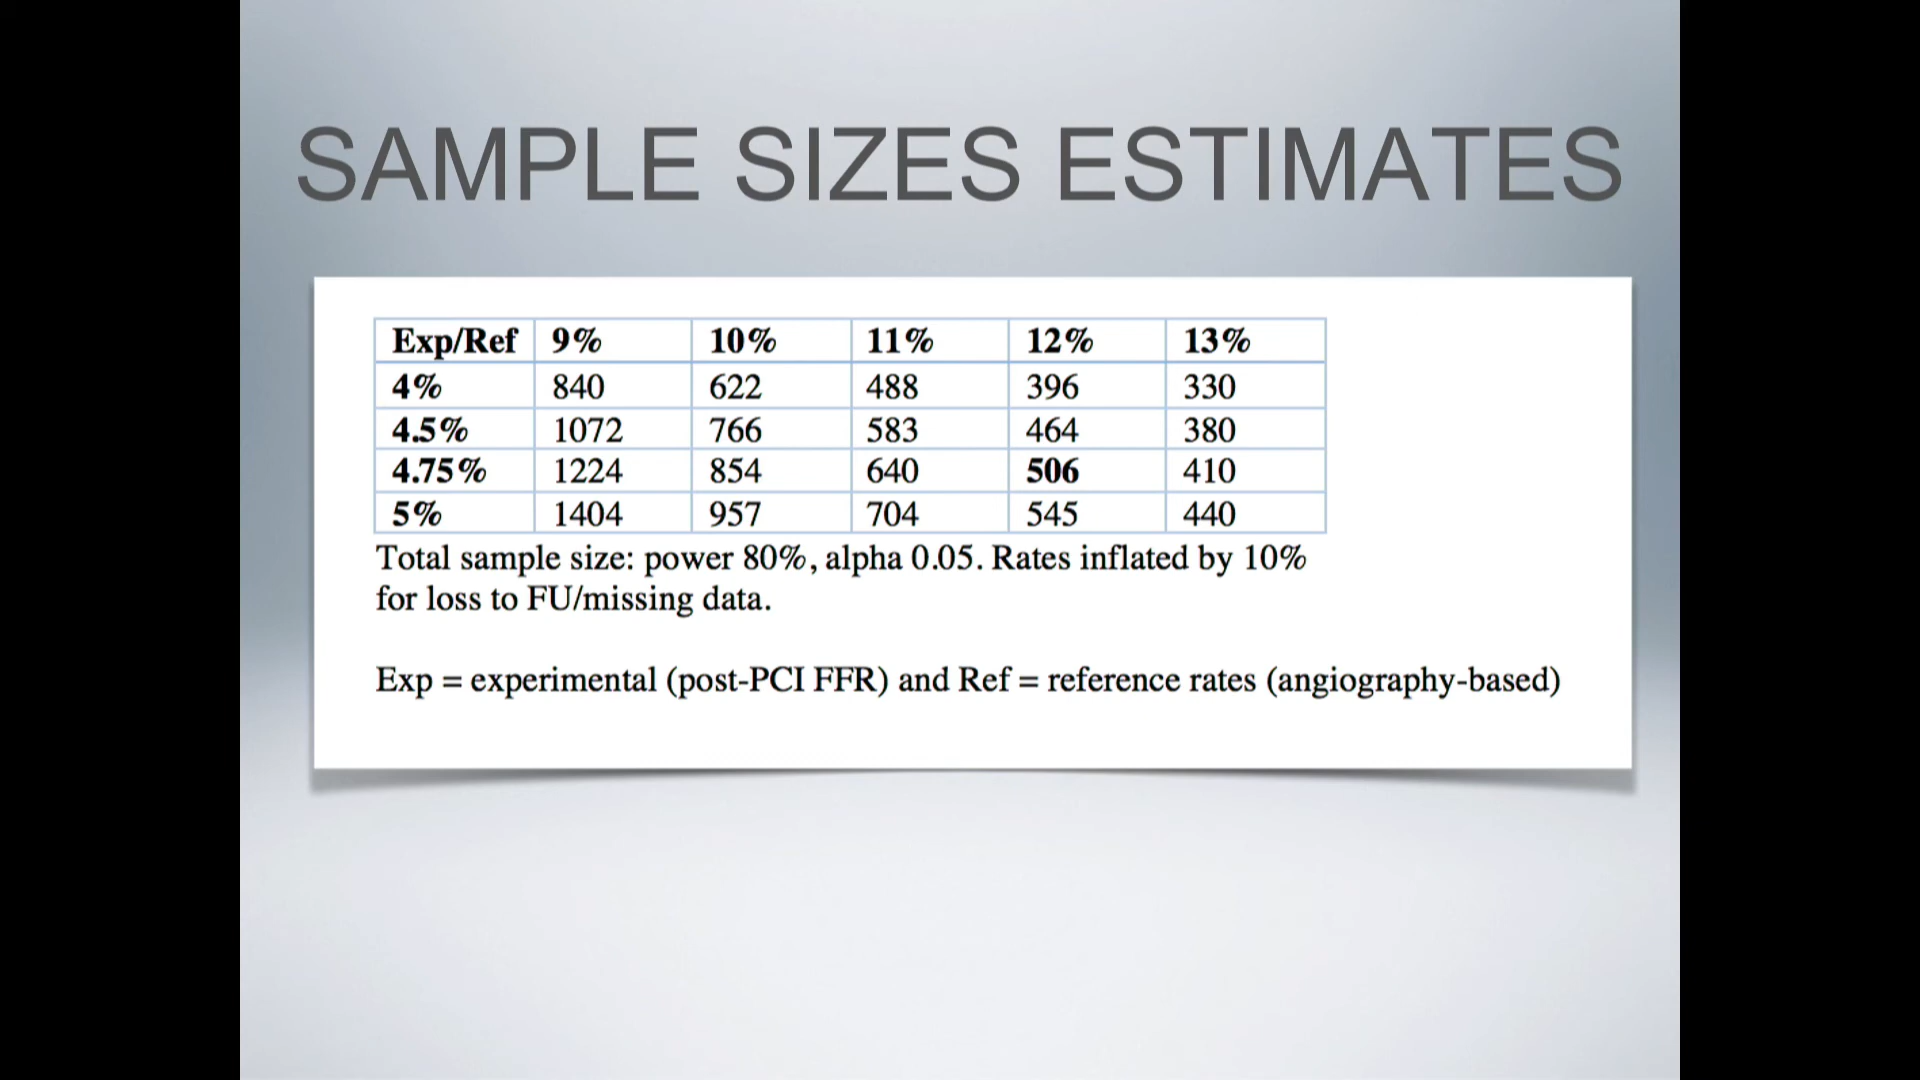 SAMPLE SIZES ESTIMATES
Exp/Ref 9% 10% 11% 12% 13%
4% 840 622 488 396 330
4.5% 1072 766 583 464 380
4.75% 1224 854 640 506 410
5% 1404 957 704 545 440
Total sample size: power 80%, alpha 0.05. Rates inflated by 10%
for loss to FU/missing data.
Exp = experimental (post-PCI FFR) and Ref = reference rates (angiography-based)